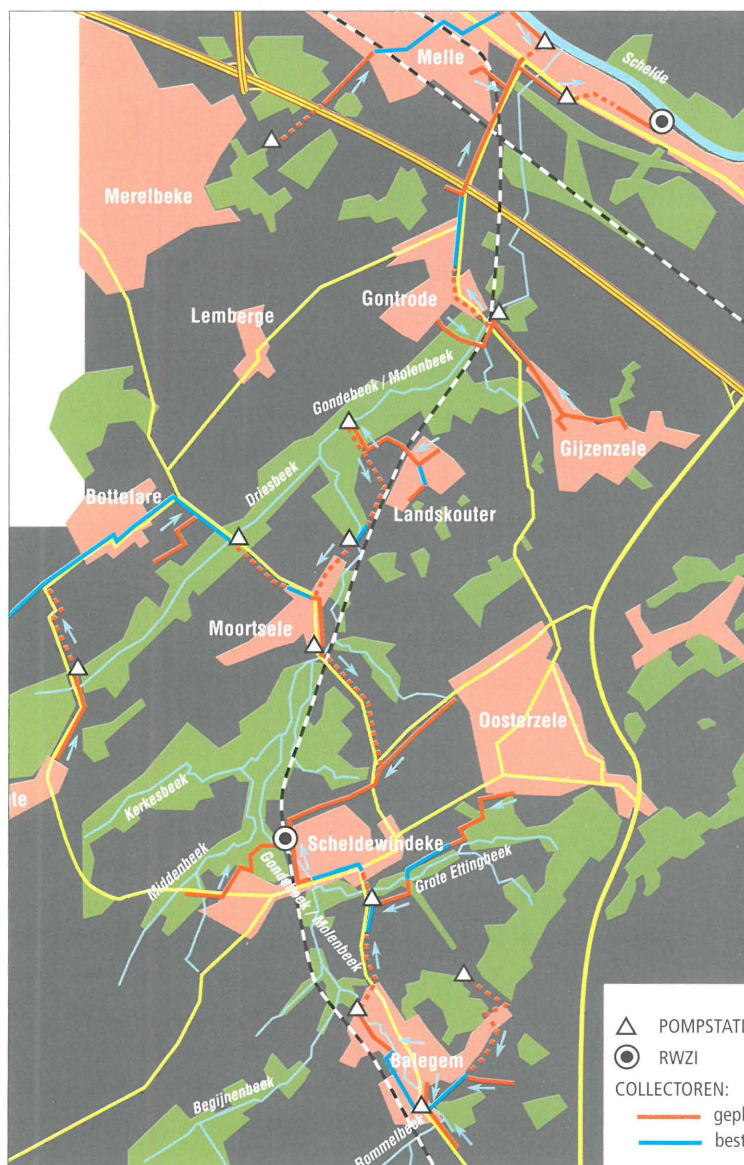 Melle
Schelde
Merelbeke
Gontrode
Lemberge
Gondebeek / Molenbeek
Gijzenzele
Driesbeek
Bottelare
Landskouter
Moortsele
Oosterzele
Kerkesbeek
Scheldewindeke
Middenbeek
Grote Ettingbeek
Gondebeek / Molenbeek
Balegem
Begijnenbeek
Bommelbeek
POMPSTATI
RWZI
COLLECTOREN:
gepl
best